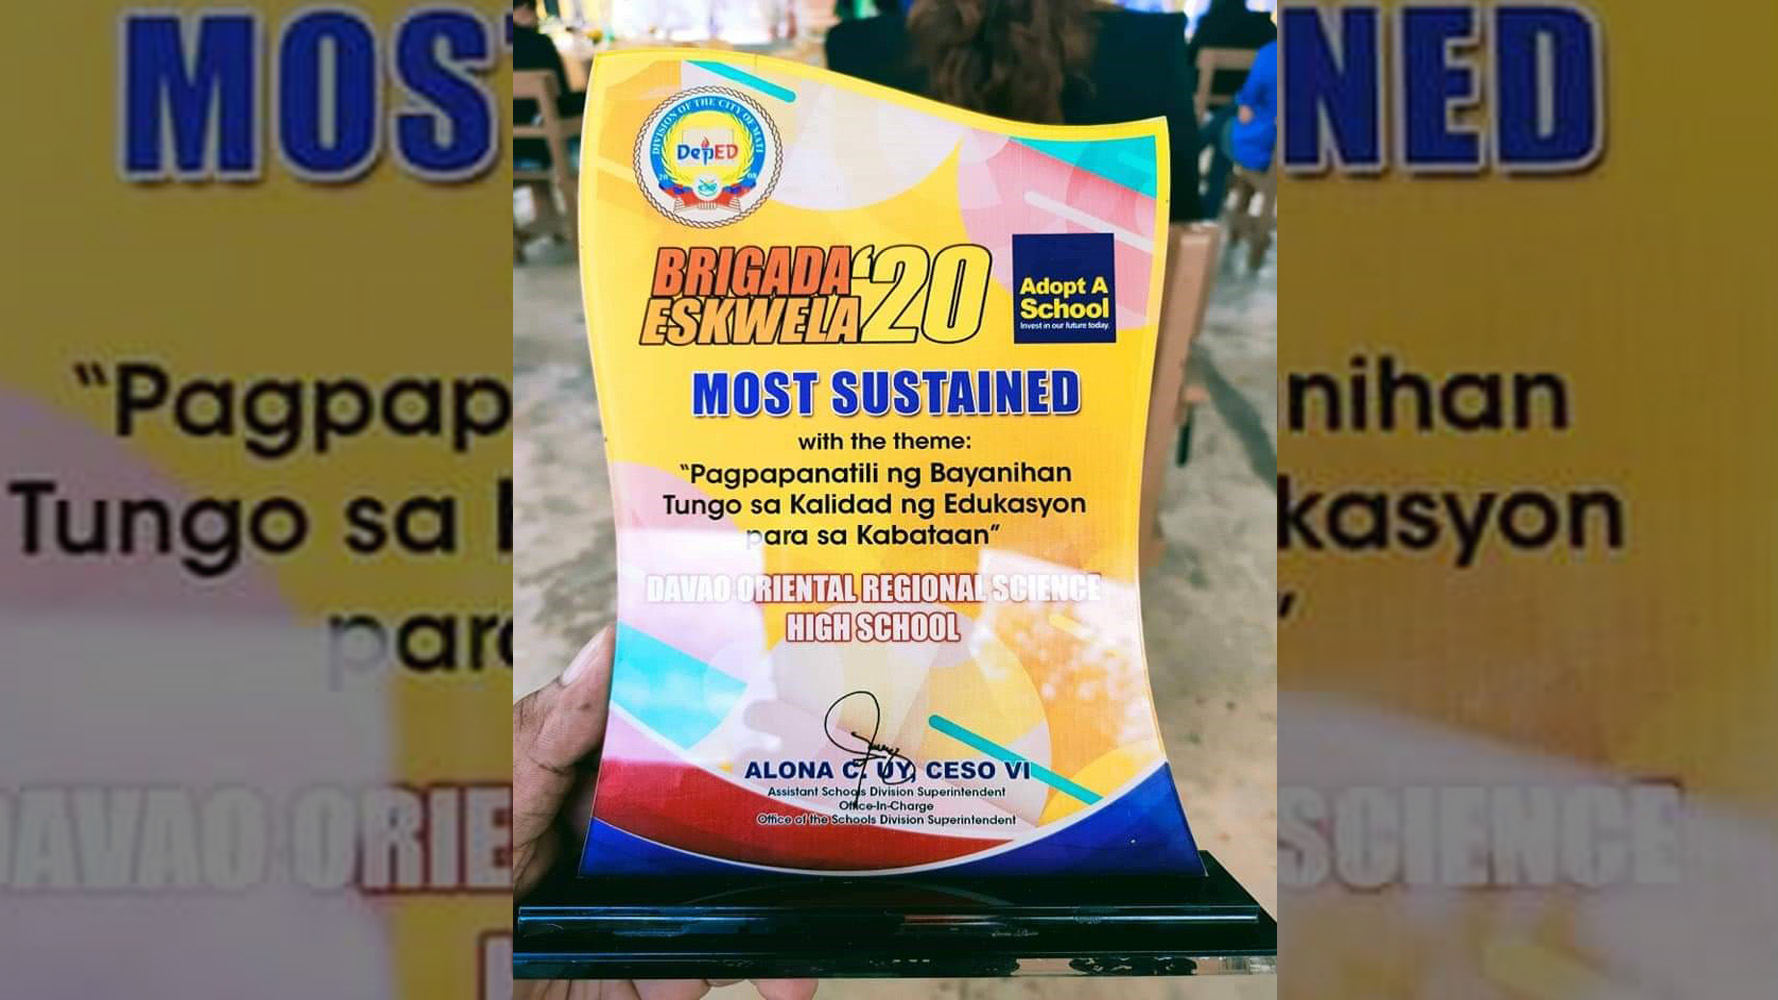 DIVISION OF THE CITY OF MATI
DepED
BRIGADA
ESKWELA
‘20
Adopt A
School
Invest in our future today.
MOST SUSTAINED
with the theme:
“Pagpapanatili ng Bayanihan
Tungo sa Kalidad ng Edukasyon
para sa Kabataan”
DAVAO ORIENTAL REGIONAL SCIENCE
HIGH SCHOOL
ALONA C. UY, CESO VI
Assistant Schools Division Superintendent
Office-In-Charge
Office of the Schools Division Superintendent